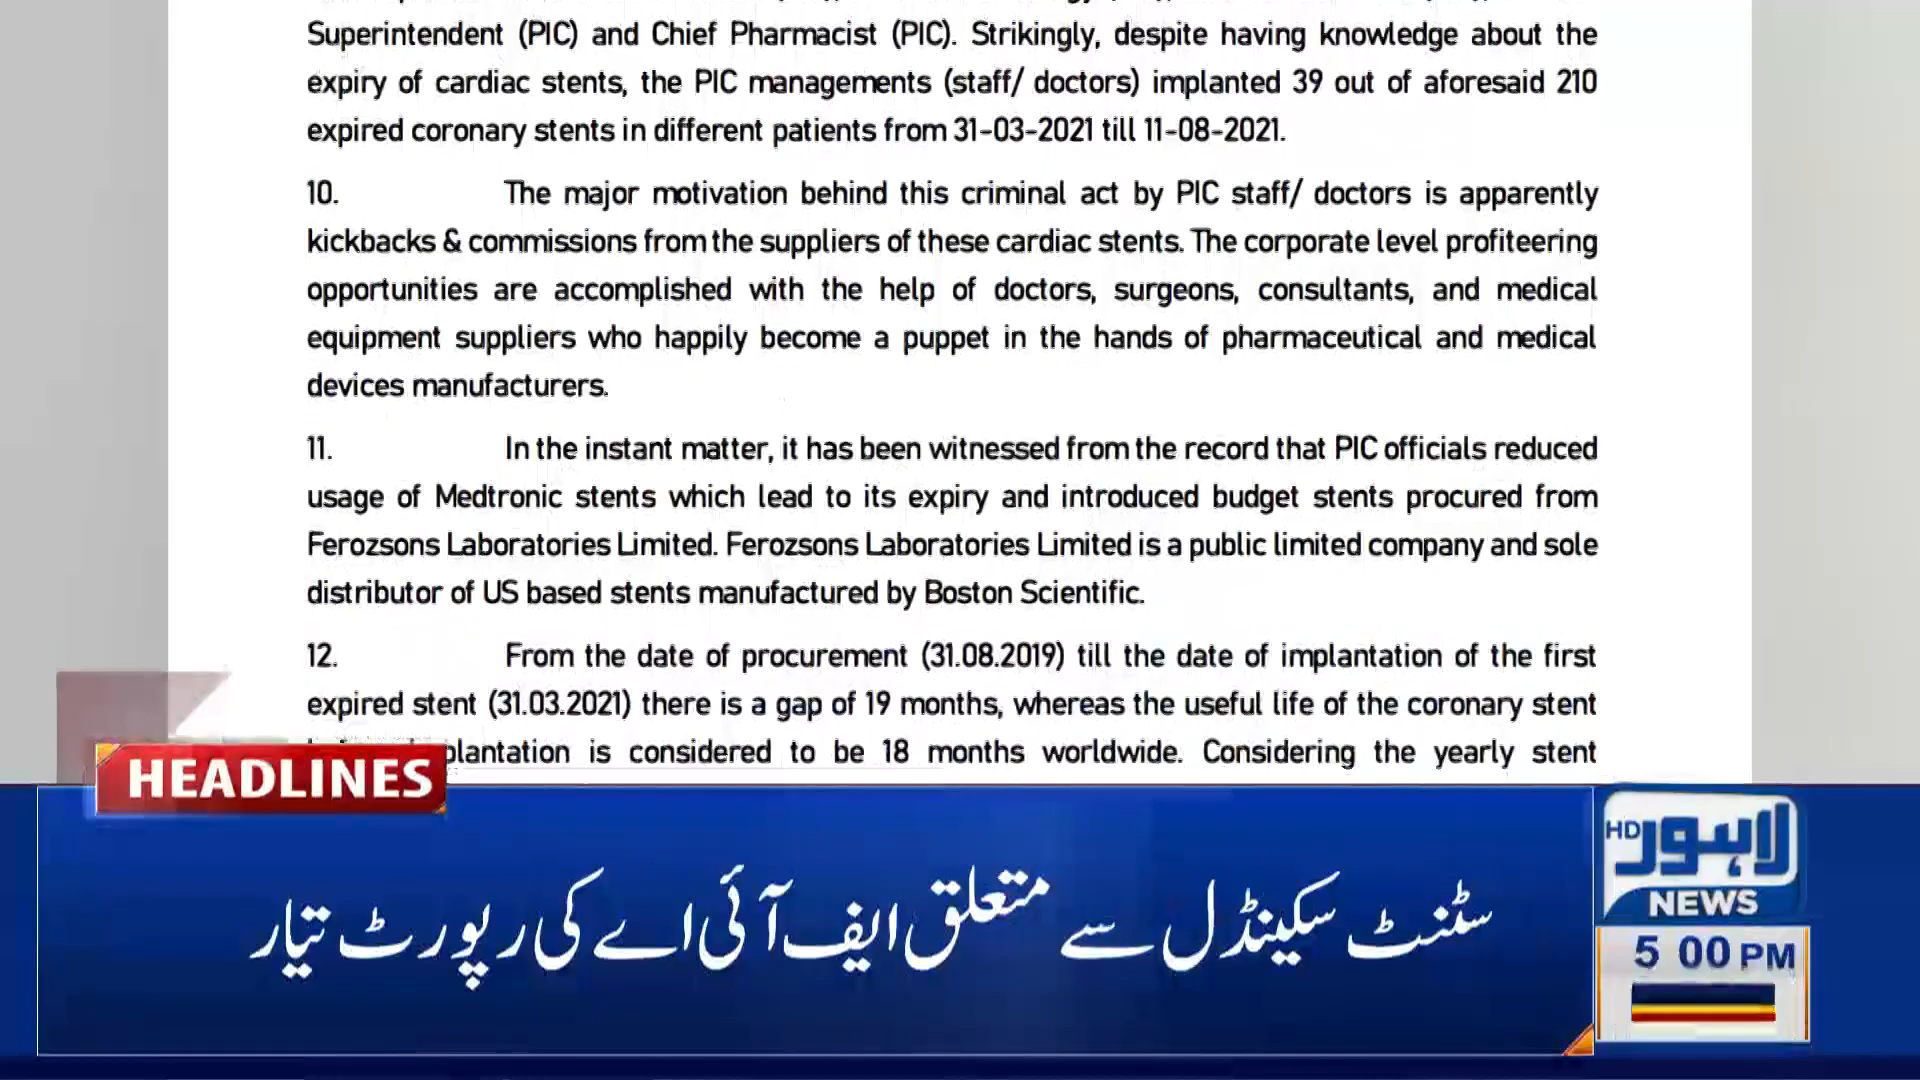 Superintendent (PIC) and Chief Pharmacist (PIC). Strikingly, despite having knowledge about the
expiry of cardiac stents, the PIC managements (staff/ doctors) implanted 39 out of aforesaid 210
expired coronary stents in different patients from 31-03-2021 till 11-08-2021.
10. The major motivation behind this criminal act by PIC staff/ doctors is apparently
kickbacks & commissions from the suppliers of these cardiac stents. The corporate level profiteering
opportunities are accomplished with the help of doctors, surgeons, consultants, and medical
equipment suppliers who happily become a puppet in the hands of pharmaceutical and medical
devices manufacturers.
11. In the instant matter, it has been witnessed from the record that PIC officials reduced
usage of Medtronic stents which lead to its expiry and introduced budget stents procured from
Ferozsons Laboratories Limited. Ferozsons Laboratories Limited is a public limited company and sole
distributor of US based stents manufactured by Boston Scientific.
12. From the date of procurement (31.08.2019) till the date of implantation of the first
expired stent (31.03.2021) there is a gap of 19 months, whereas the useful life of the coronary stent
plantation is considered to be 18 months worldwide. Considering the yearly stent
HEADLINES
سٹنٹ سکینڈل سے متعلق ایف آئی اے کی رپورٹ تیار
HD لاہور
NEWS
5 00 PM